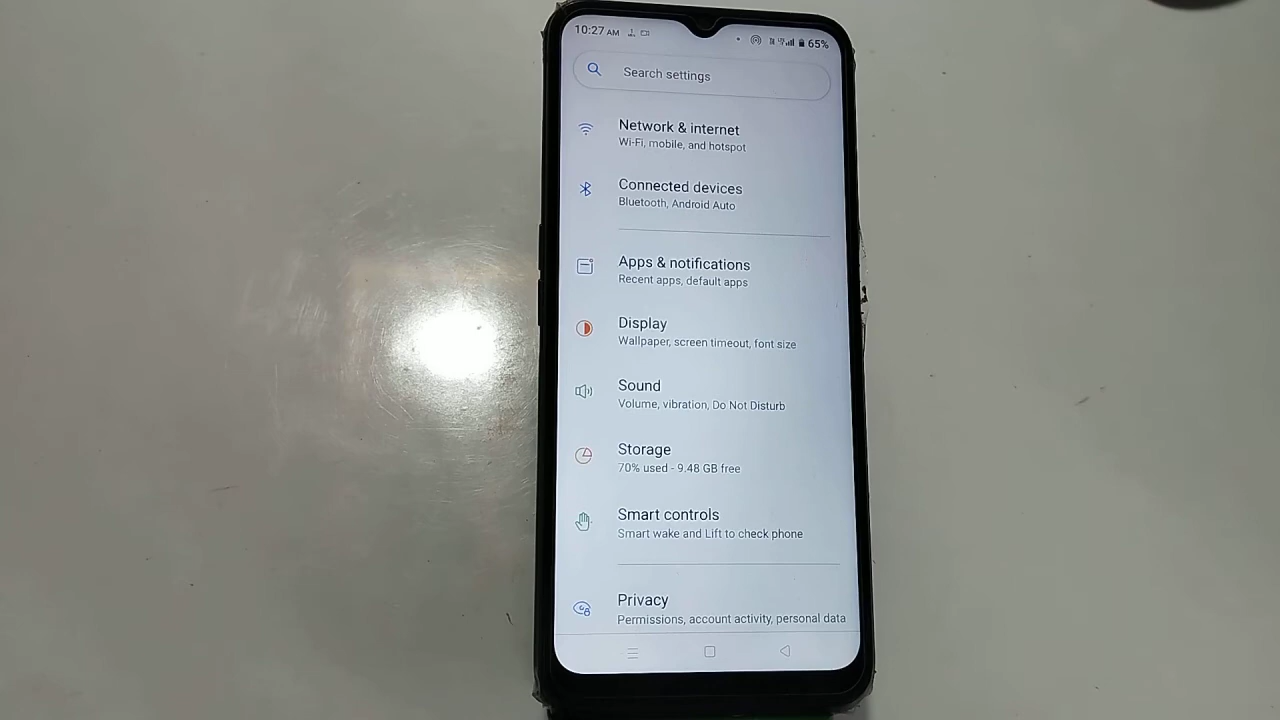 10:27 AM
65%
Search settings
Network & internet
Wi-Fi, mobile, and hotspot
Connected devices
Bluetooth, Android Auto
Apps & notifications
Recent apps, default apps
Display
Wallpaper, screen timeout, font size
Sound
Volume, vibration, Do Not Disturb
Storage
70% used - 9.48 GB free
Smart controls
Smart wake and Lift to check phone
Privacy
Permissions, account activity, personal data